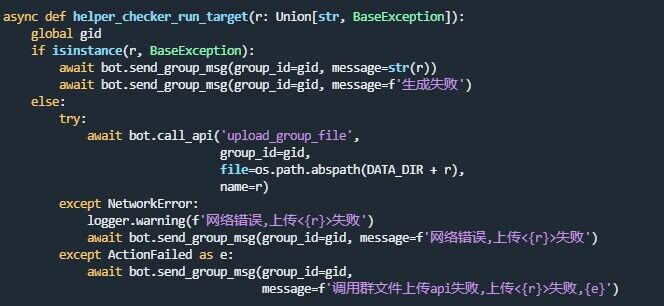 async def helper_checker_run_target(r: Union[str, BaseException]):
    global gid
    if isinstance(r, BaseException):
        await bot.send_group_msg(group_id=gid, message=str(r))
        await bot.send_group_msg(group_id=gid, message=f'生成失败')
    else:
        try:
            await bot.call_api('upload_group_file',
                               group_id=gid,
                               file=os.path.abspath(DATA_DIR + r),
                               name=r)
        except NetworkError:
            logger.warning(f'网络错误,上传<{r}>失败')
            await bot.send_group_msg(group_id=gid, message=f'网络错误,上传<{r}>失败')
        except ActionFailed as e:
            await bot.send_group_msg(group_id=gid,
                                     message=f'调用群文件上传api失败,上传<{r}>失败,{e}')